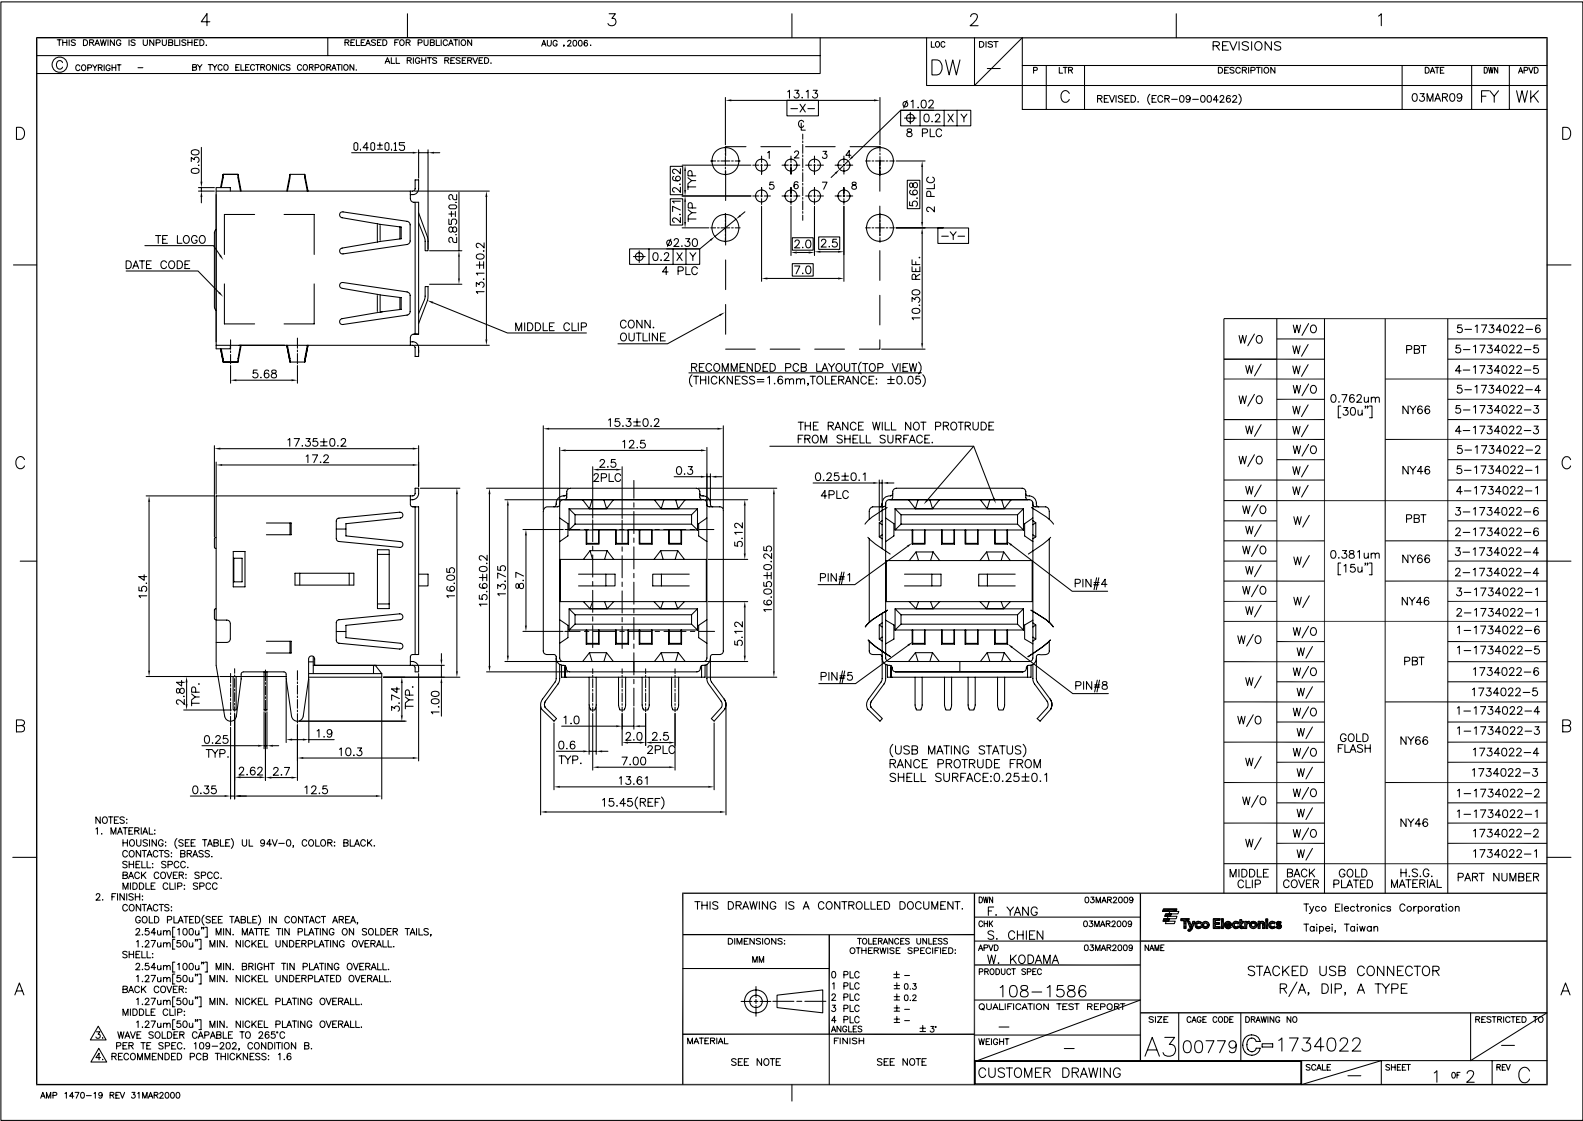 4 3 2 1
THIS DRAWING IS UNPUBLISHED.
RELEASED FOR PUBLICATION AUG ,2006.
© COPYRIGHT – BY TYCO ELECTRONICS CORPORATION. ALL RIGHTS RESERVED.
LOC DIST
DW –
REVISIONS
P LTR DESCRIPTION DATE DWN APVD
C REVISED. (ECR-09-004262) 03MAR09 FY WK
D D
C C
B B
A A
0.30
0.40±0.15
2.85±0.2
13.1±0.2
TE LOGO
DATE CODE
MIDDLE CLIP
5.68
13.13
-X-
℄
ø1.02
⌖ 0.2 X Y
8 PLC
1 2 3 4
5 6 7 8
2.62 TYP
2.71 TYP
5.68 2 PLC
-Y-
ø2.30
⌖ 0.2 X Y
4 PLC
2.0 2.5
7.0
10.30 REF.
CONN.
OUTLINE
RECOMMENDED PCB LAYOUT(TOP VIEW)
(THICKNESS=1.6mm,TOLERANCE: ±0.05)
17.35±0.2
17.2
15.4
16.05
2.84 TYP.
3.74 TYP.
1.00
0.25
TYP.
1.9
10.3
2.62 2.7
0.35
12.5
15.3±0.2
12.5
2.5
2PLC
0.3
15.6±0.2
13.75
8.7
5.12
5.12
16.05±0.25
1.0
2.0 2.5
2PLC
0.6
TYP.
7.00
13.61
15.45(REF)
THE RANCE WILL NOT PROTRUDE
FROM SHELL SURFACE.
0.25±0.1
4PLC
PIN#1
PIN#4
PIN#5
PIN#8
(USB MATING STATUS)
RANCE PROTRUDE FROM
SHELL SURFACE:0.25±0.1
W/O W/O 0.762um [30u"] PBT 5-1734022-6
W/ 5-1734022-5
W/ W/ 4-1734022-5
W/O W/O NY66 5-1734022-4
W/ 5-1734022-3
W/ W/ 4-1734022-3
W/O W/O NY46 5-1734022-2
W/ 5-1734022-1
W/ W/ 4-1734022-1
W/O W/ 0.381um [15u"] PBT 3-1734022-6
W/ 2-1734022-6
W/O W/ NY66 3-1734022-4
W/ 2-1734022-4
W/O W/ NY46 3-1734022-1
W/ 2-1734022-1
W/O W/O GOLD FLASH PBT 1-1734022-6
W/ 1-1734022-5
W/ W/O 1734022-6
W/ 1734022-5
W/O W/O NY66 1-1734022-4
W/ 1-1734022-3
W/ W/O 1734022-4
W/ 1734022-3
W/O W/O NY46 1-1734022-2
W/ 1-1734022-1
W/ W/O 1734022-2
W/ 1734022-1
MIDDLE CLIP BACK COVER GOLD PLATED H.S.G. MATERIAL PART NUMBER
NOTES:
1. MATERIAL:
HOUSING: (SEE TABLE) UL 94V-0, COLOR: BLACK.
CONTACTS: BRASS.
SHELL: SPCC.
BACK COVER: SPCC.
MIDDLE CLIP: SPCC
2. FINISH:
CONTACTS:
GOLD PLATED(SEE TABLE) IN CONTACT AREA,
2.54um[100u"] MIN. MATTE TIN PLATING ON SOLDER TAILS,
1.27um[50u"] MIN. NICKEL UNDERPLATING OVERALL.
SHELL:
2.54um[100u"] MIN. BRIGHT TIN PLATING OVERALL.
1.27um[50u"] MIN. NICKEL UNDERPLATED OVERALL.
BACK COVER:
1.27um[50u"] MIN. NICKEL PLATING OVERALL.
MIDDLE CLIP:
1.27um[50u"] MIN. NICKEL PLATING OVERALL.
3. WAVE SOLDER CAPABLE TO 265°C
PER TE SPEC. 109-202, CONDITION B.
4. RECOMMENDED PCB THICKNESS: 1.6
AMP 1470-19 REV 31MAR2000
THIS DRAWING IS A CONTROLLED DOCUMENT.
DIMENSIONS:
MM
TOLERANCES UNLESS
OTHERWISE SPECIFIED:
0 PLC ± –
1 PLC ± 0.3
2 PLC ± 0.2
3 PLC ± –
4 PLC ± –
ANGLES ± 3°
MATERIAL
SEE NOTE
FINISH
SEE NOTE
DWN 03MAR2009
F. YANG
CHK 03MAR2009
S. CHIEN
APVD 03MAR2009
W. KODAMA
PRODUCT SPEC
108-1586
QUALIFICATION TEST REPORT
–
WEIGHT –
CUSTOMER DRAWING
TE Tyco Electronics
Tyco Electronics Corporation
Taipei, Taiwan
NAME
STACKED USB CONNECTOR
R/A, DIP, A TYPE
SIZE CAGE CODE DRAWING NO RESTRICTED TO
A3 00779 C-1734022 –
SCALE – SHEET 1 OF 2 REV C